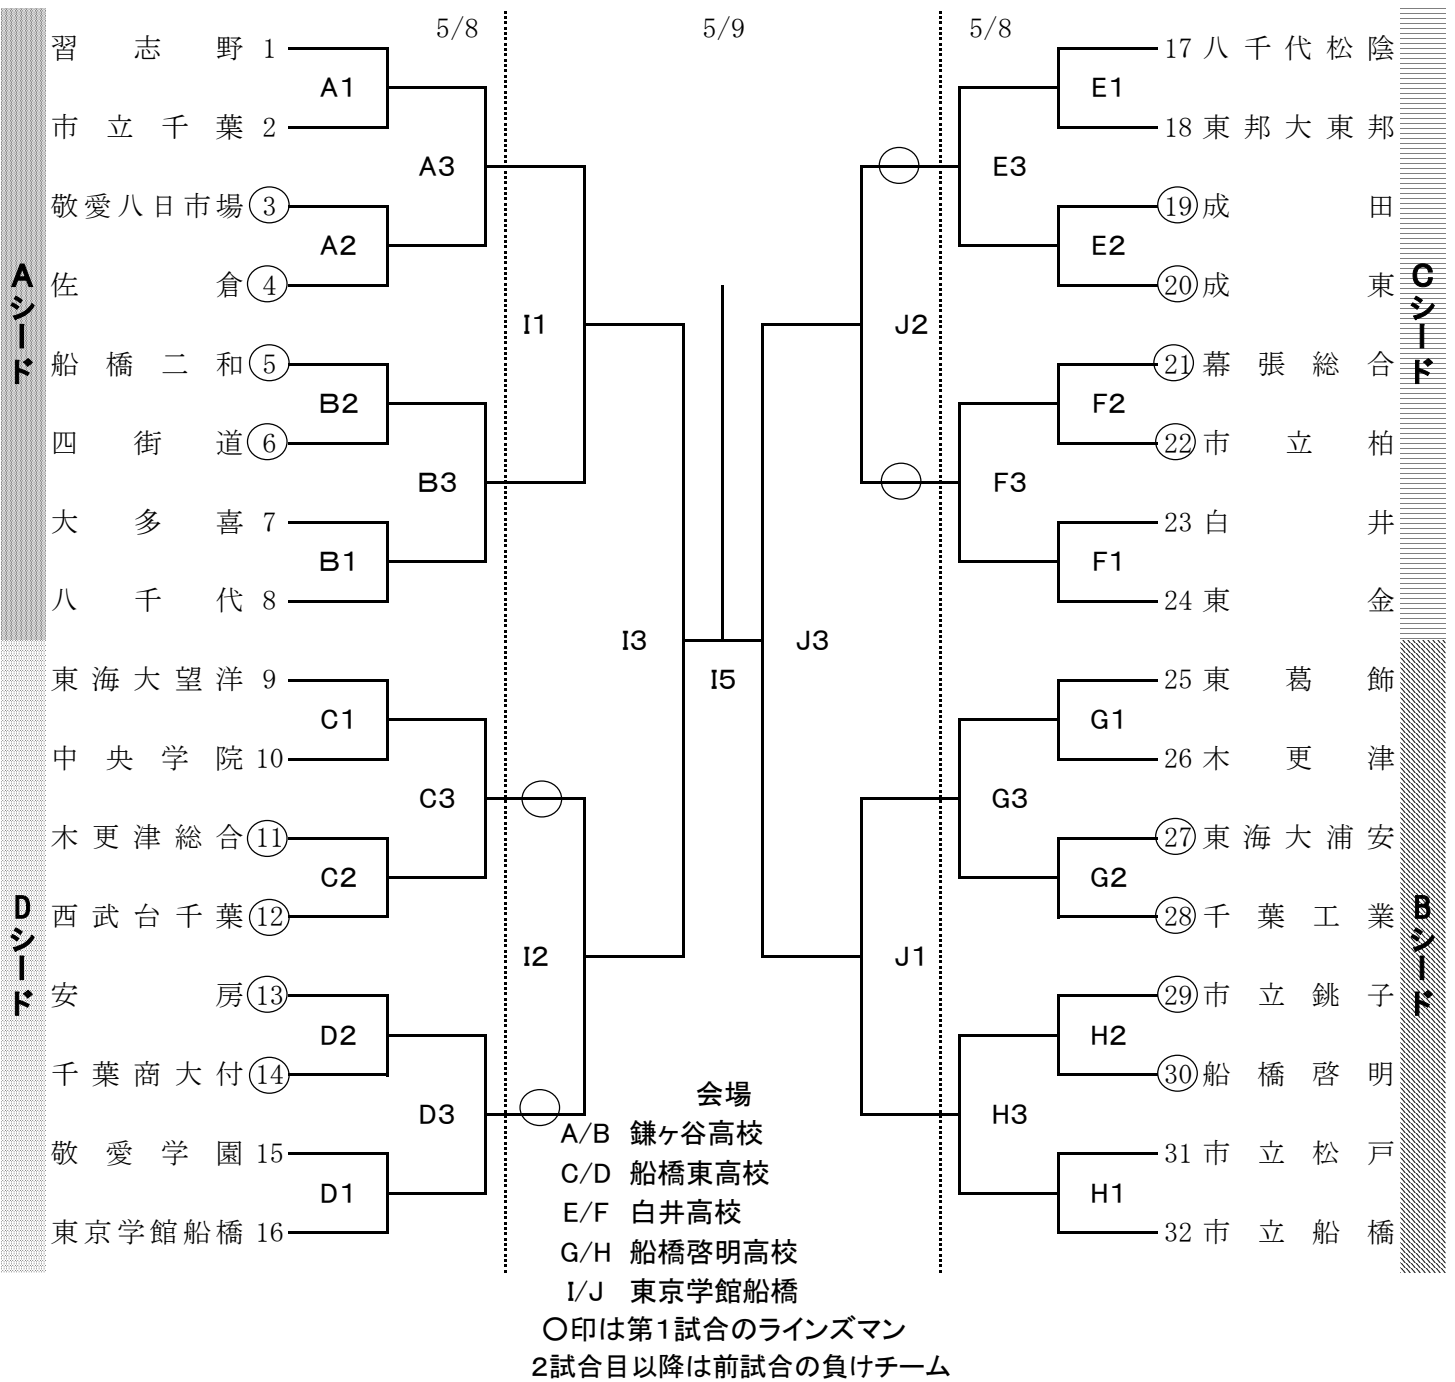 5/8
5/9
5/8
Aシード
Dシード
習志野 1
A1
市立千葉 2
A3
敬愛八日市場 ③
A2
佐倉 ④
I1
船橋二和 ⑤
B2
四街道 ⑥
B3
大多喜 7
B1
八千代 8
I3
東海大望洋 9
C1
中央学院 10
C3
木更津総合 ⑪
C2
西武台千葉 ⑫
I2
安房 ⑬
D2
千葉商大付 ⑭
D3
敬愛学園 15
D1
東京学館船橋 16
I5
17 八千代松陰
E1
18 東邦大東邦
E3
⑲ 成田
E2
⑳ 成東
J2
㉑ 幕張総合
F2
㉒ 市立柏
F3
23 白井
F1
24 東金
J3
25 東葛飾
G1
26 木更津
G3
㉗ 東海大浦安
G2
㉘ 千葉工業
J1
㉙ 市立銚子
H2
㉚ 船橋啓明
H3
31 市立松戸
H1
32 市立船橋
Cシード
Bシード
会場
A/B 鎌ヶ谷高校
C/D 船橋東高校
E/F 白井高校
G/H 船橋啓明高校
I/J 東京学館船橋
○印は第1試合のラインズマン
2試合目以降は前試合の負けチーム